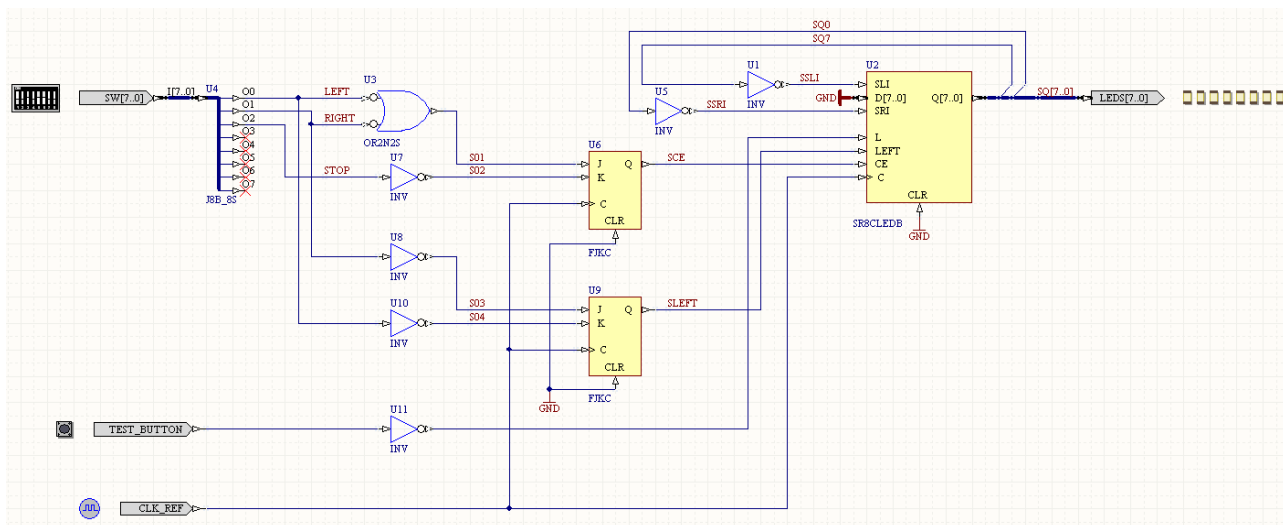 SQ0
SQ7
U1
U2
SW[7..0]
I[7..0]
U4
O0
O1
O2
O3
O4
O5
O6
O7
J8B_8S
LEFT
RIGHT
STOP
U3
OR2N2S
U7
INV
U5
INV
SSRI
INV
SSLI
GND
SLI
D[7..0]
SRI
L
LEFT
CE
C
CLR
Q[7..0]
SR8CLEDB
GND
SQ[7..0]
LEDS[7..0]
S01
S02
U6
J
K
C
Q
CLR
FJKC
SCE
U8
INV
U10
INV
S03
S04
U9
J
K
C
Q
CLR
FJKC
SLEFT
GND
TEST_BUTTON
U11
INV
CLK_REF